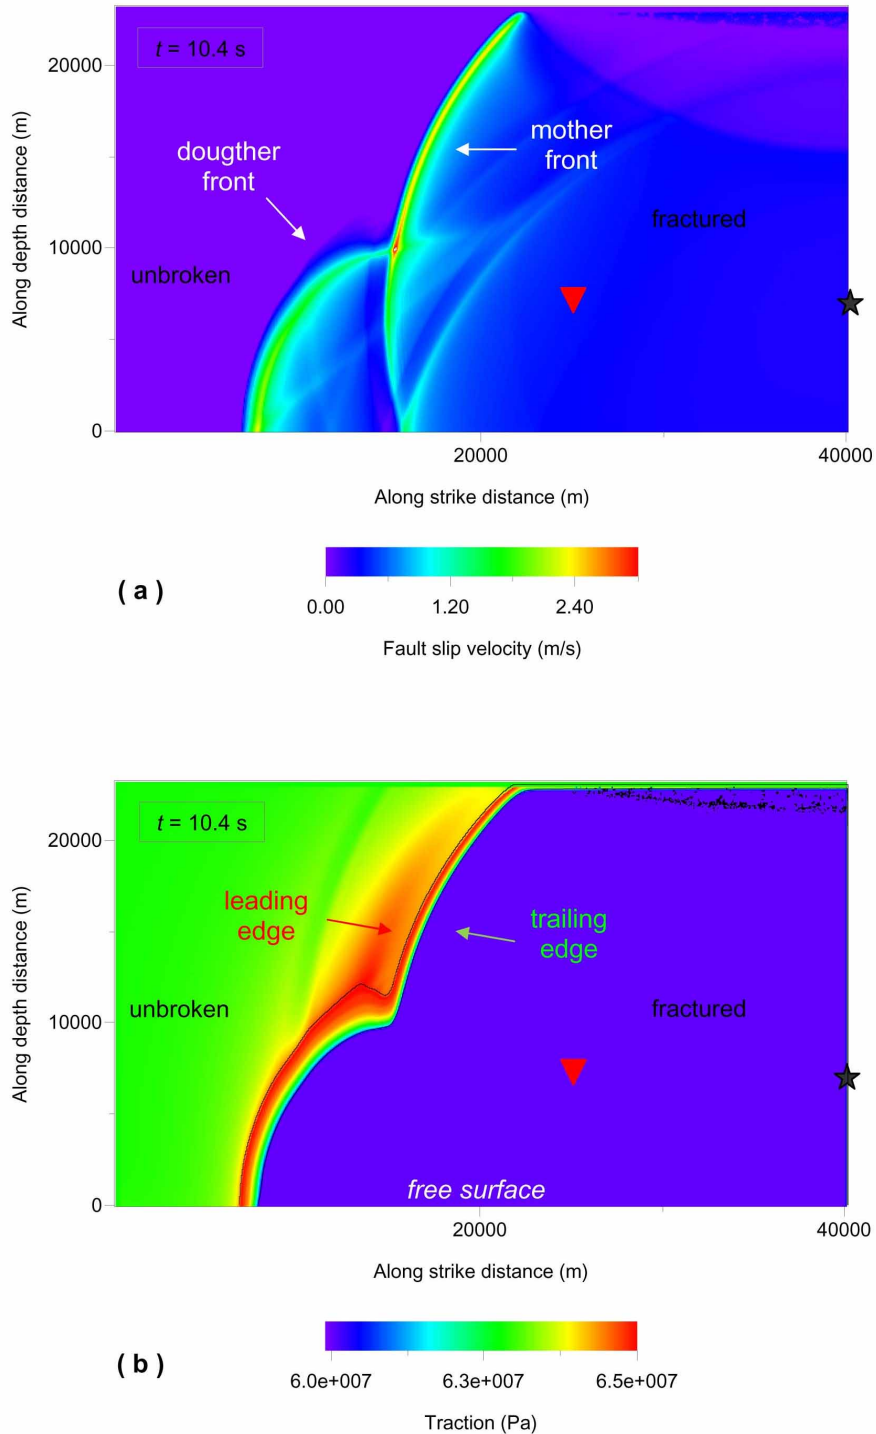 t = 10.4 s
20000
mother
front
dougther
front
fractured
10000
unbroken
0
20000
40000
Along depth distance (m)
Along strike distance (m)
( a )
0.00
1.20
2.40
Fault slip velocity (m/s)
t = 10.4 s
20000
leading
edge
trailing
edge
unbroken
fractured
10000
free surface
0
20000
40000
Along depth distance (m)
Along strike distance (m)
( b )
6.0e+007
6.3e+007
6.5e+007
Traction (Pa)